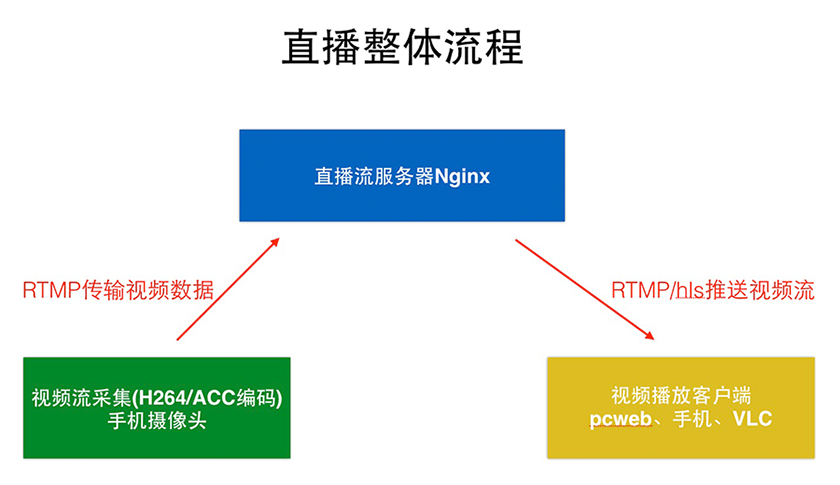 直播整体流程
直播流服务器Nginx
RTMP传输视频数据
RTMP/hls推送视频流
视频流采集(H264/ACC编码)
手机摄像头
视频播放客户端
pcweb、手机、VLC